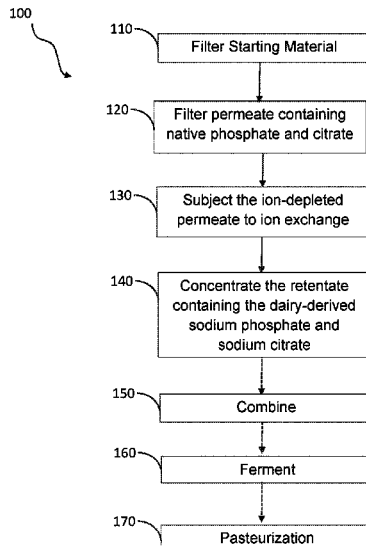 100
110
Filter Starting Material
120
Filter permeate containing
native phosphate and citrate
130
Subject the ion-depleted
permeate to ion exchange
140
Concentrate the retentate
containing the dairy-derived
sodium phosphate and
sodium citrate
150
Combine
160
Ferment
170
Pasteurization